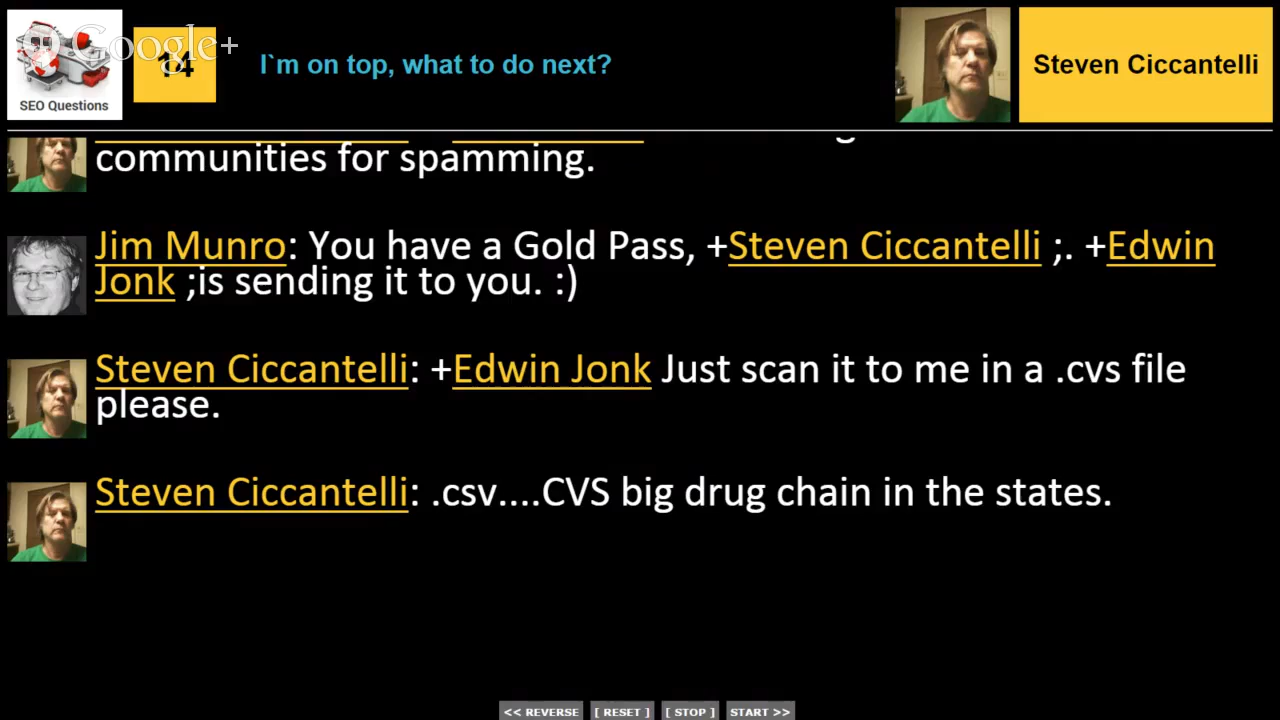 Google+
SEO Questions
14
I`m on top, what to do next?
Steven Ciccantelli
communities for spamming.
Jim Munro: You have a Gold Pass, +Steven Ciccantelli ;. +Edwin
Jonk ;is sending it to you. :)
Steven Ciccantelli: +Edwin Jonk Just scan it to me in a .cvs file
please.
Steven Ciccantelli: .csv....CVS big drug chain in the states.
<< REVERSE [ RESET ] [ STOP ] START >>